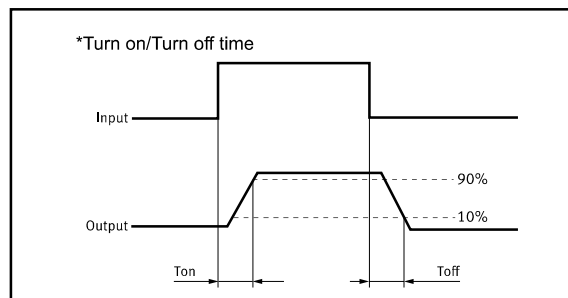 *Turn on/Turn off time
Input
90%
10%
Output
Ton
Toff